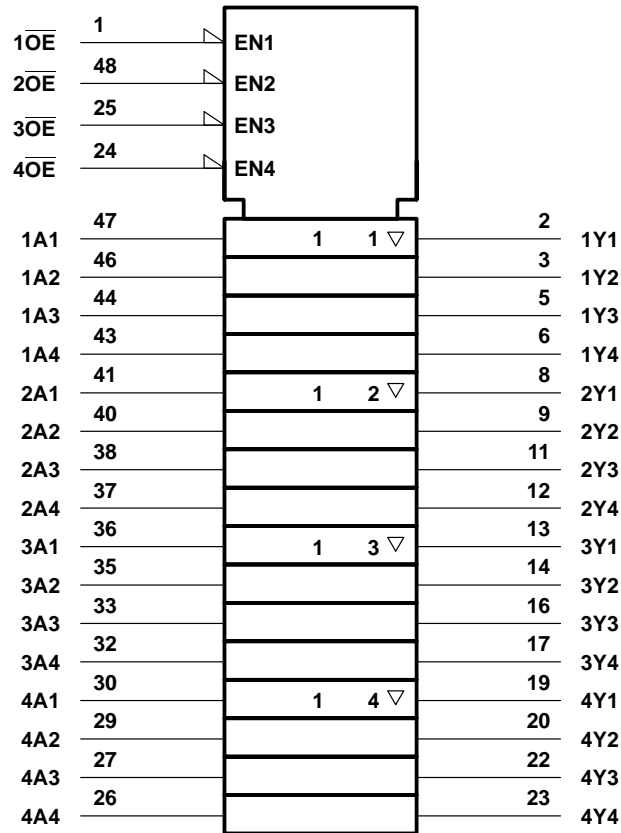 1O̅E̅ 1 EN1
2O̅E̅ 48 EN2
3O̅E̅ 25 EN3
4O̅E̅ 24 EN4
1A1 47 1 1 ▽ 2 1Y1
1A2 46 3 1Y2
1A3 44 5 1Y3
1A4 43 6 1Y4
2A1 41 1 2 ▽ 8 2Y1
2A2 40 9 2Y2
2A3 38 11 2Y3
2A4 37 12 2Y4
3A1 36 1 3 ▽ 13 3Y1
3A2 35 14 3Y2
3A3 33 16 3Y3
3A4 32 17 3Y4
4A1 30 1 4 ▽ 19 4Y1
4A2 29 20 4Y2
4A3 27 22 4Y3
4A4 26 23 4Y4